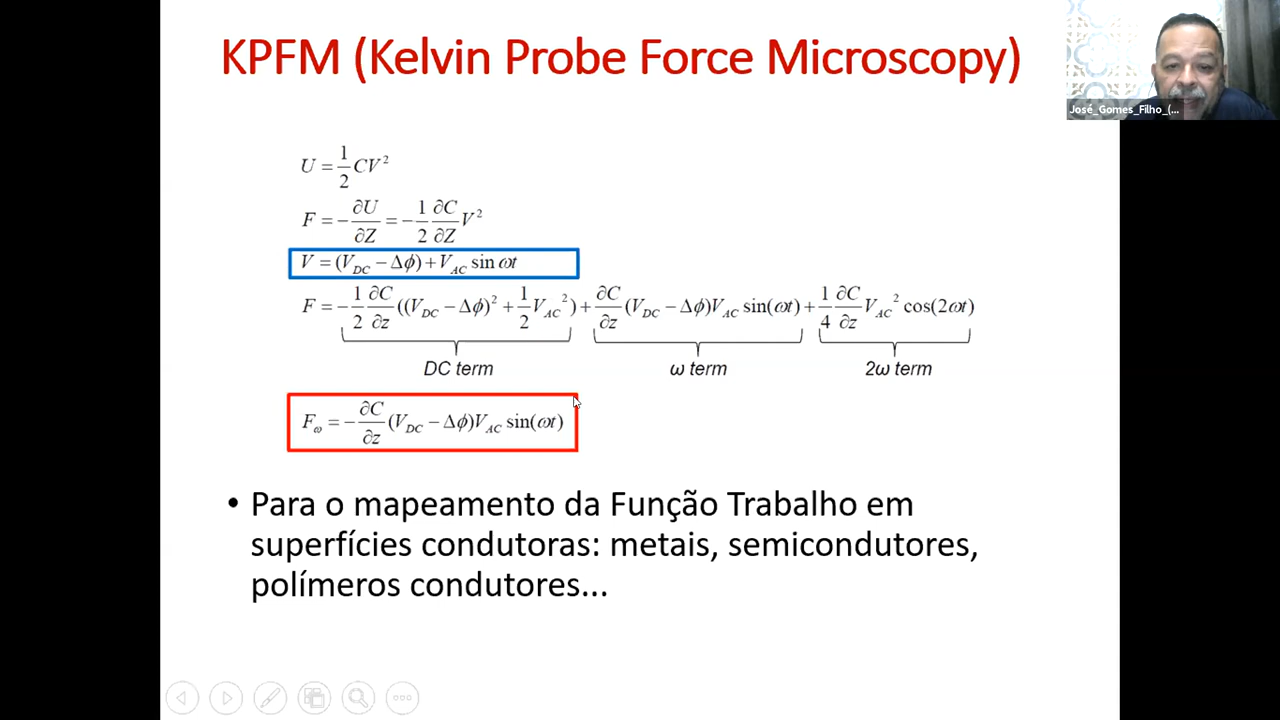 KPFM (Kelvin Probe Force Microscopy)
José_Gomes_Filho_(...
U = 1/2 CV²
F = −∂U/∂Z = −1/2 ∂C/∂Z V²
V = (V_DC − Δϕ) + V_AC sin ωt
F = −1/2 ∂C/∂z ((V_DC − Δϕ)² + 1/2 V_AC²) + ∂C/∂z (V_DC − Δϕ)V_AC sin(ωt) + 1/4 ∂C/∂z V_AC² cos(2ωt)
DC term ω term 2ω term
F_ω = −∂C/∂z (V_DC − Δϕ)V_AC sin(ωt)
• Para o mapeamento da Função Trabalho em
superfícies condutoras: metais, semicondutores,
polímeros condutores...